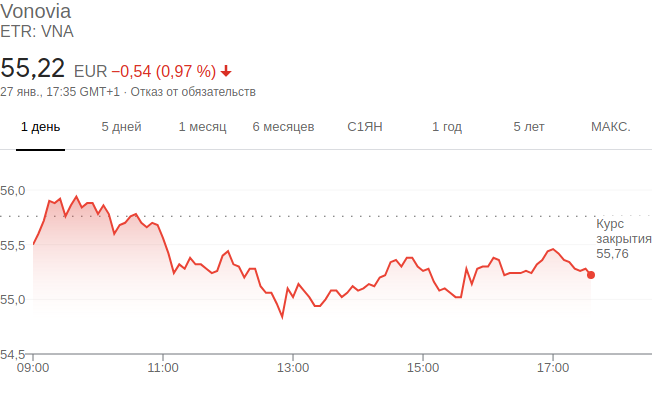 Vonovia
ETR: VNA
55,22 EUR −0,54 (0,97 %)
27 янв., 17:35 GMT+1 · Отказ от обязательств
1 день 5 дней 1 месяц 6 месяцев С1ЯН 1 год 5 лет МАКС.
56,0
Курс
закрытия
55,76
55,5
55,0
54,5
09:00 11:00 13:00 15:00 17:00